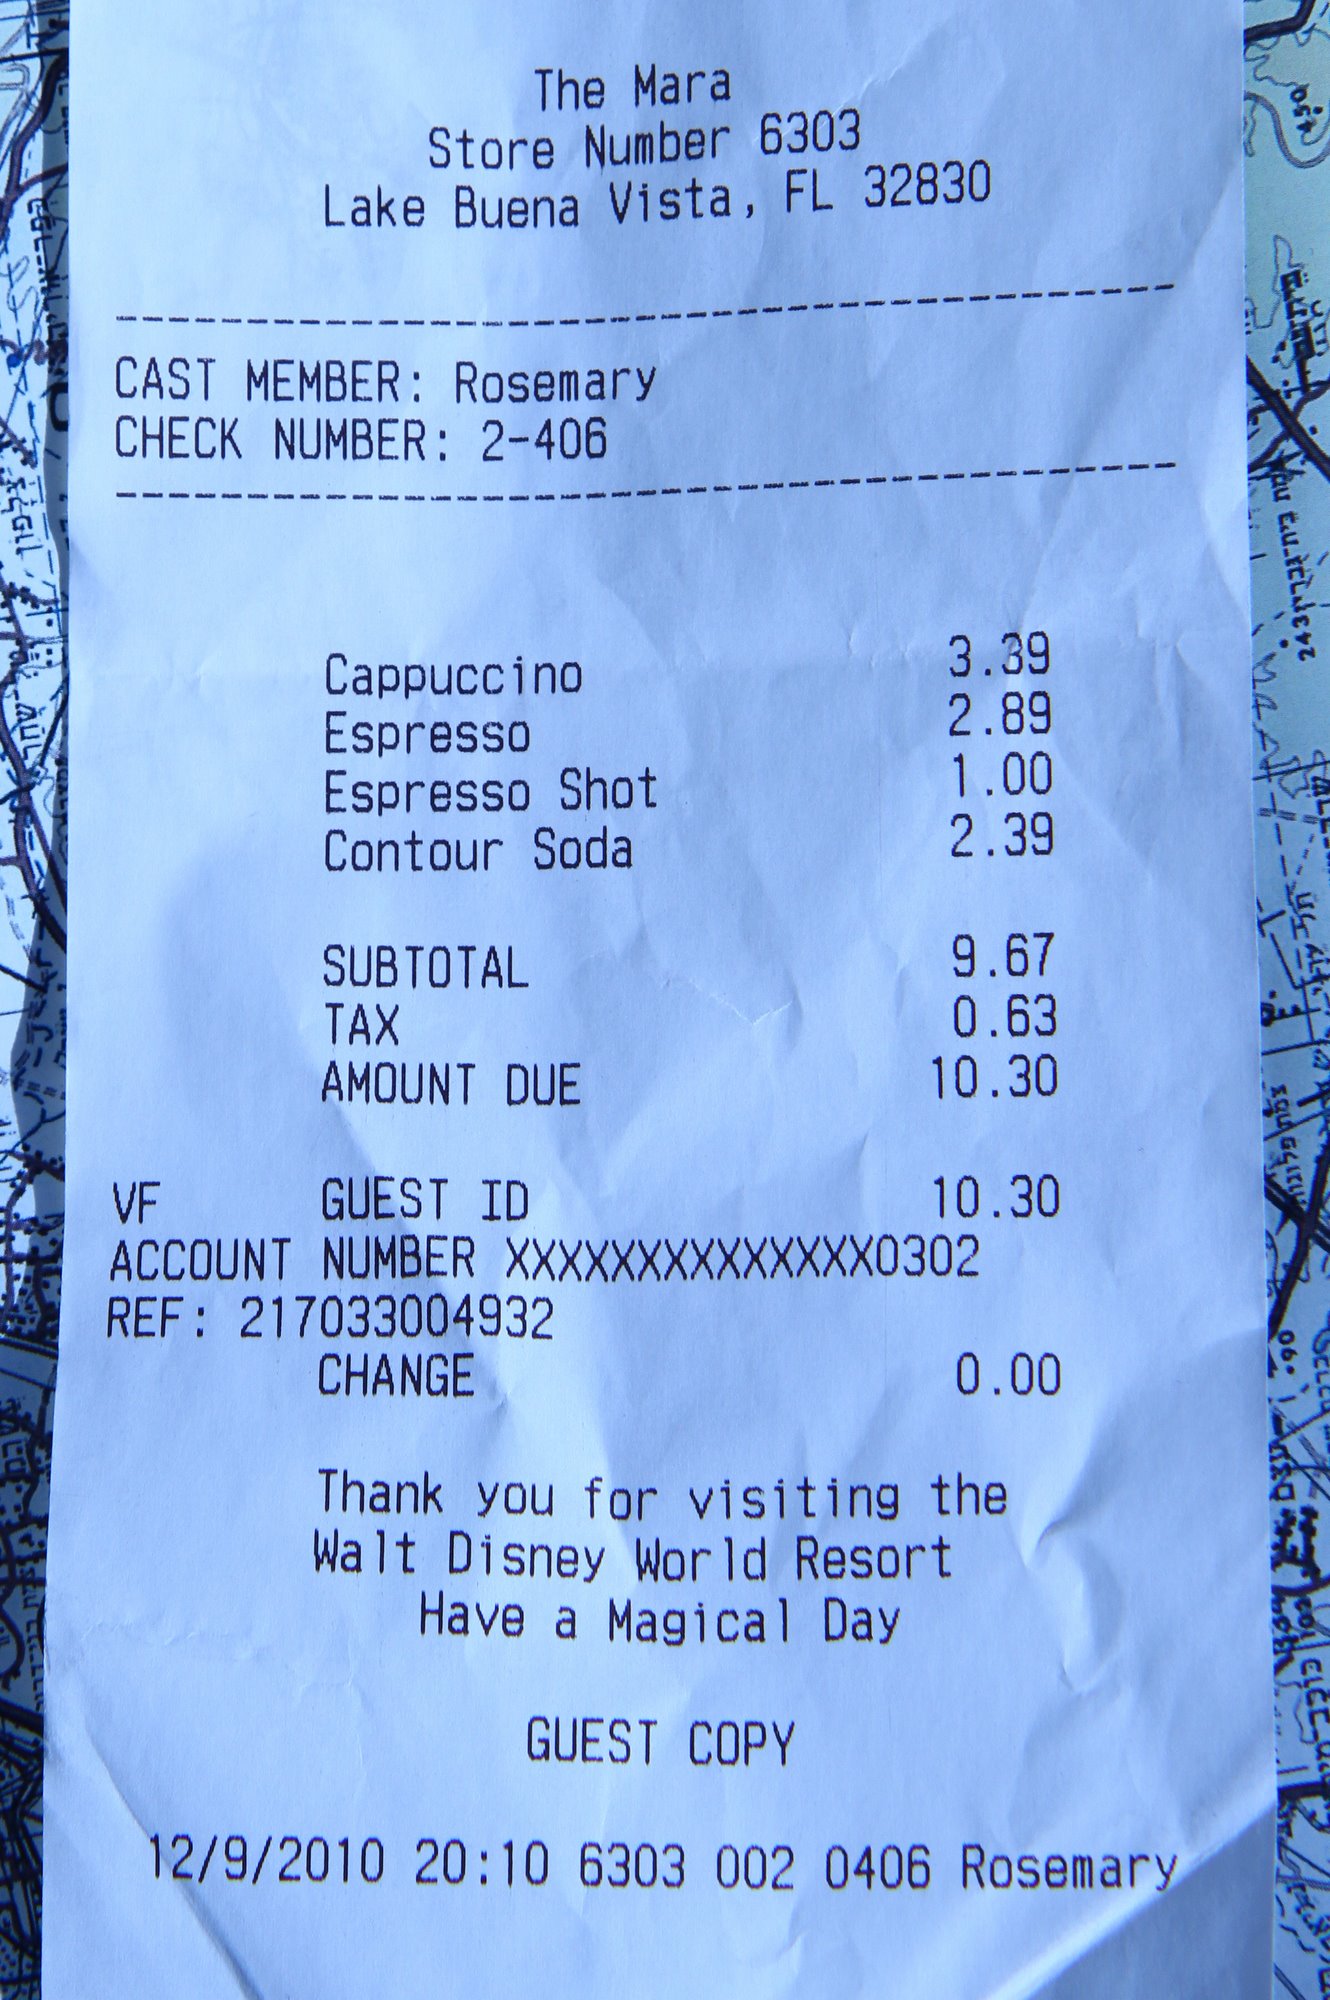 The Mara
Store Number 6303
Lake Buena Vista, FL 32830
----------------------------------------
CAST MEMBER: Rosemary
CHECK NUMBER: 2-406
----------------------------------------
Cappuccino 3.39
Espresso 2.89
Espresso Shot 1.00
Contour Soda 2.39
SUBTOTAL 9.67
TAX 0.63
AMOUNT DUE 10.30
VF GUEST ID 10.30
ACCOUNT NUMBER XXXXXXXXXXXXXX0302
REF: 217033004932
CHANGE 0.00
Thank you for visiting the
Walt Disney World Resort
Have a Magical Day
GUEST COPY
12/9/2010 20:10 6303 002 0406 Rosemary